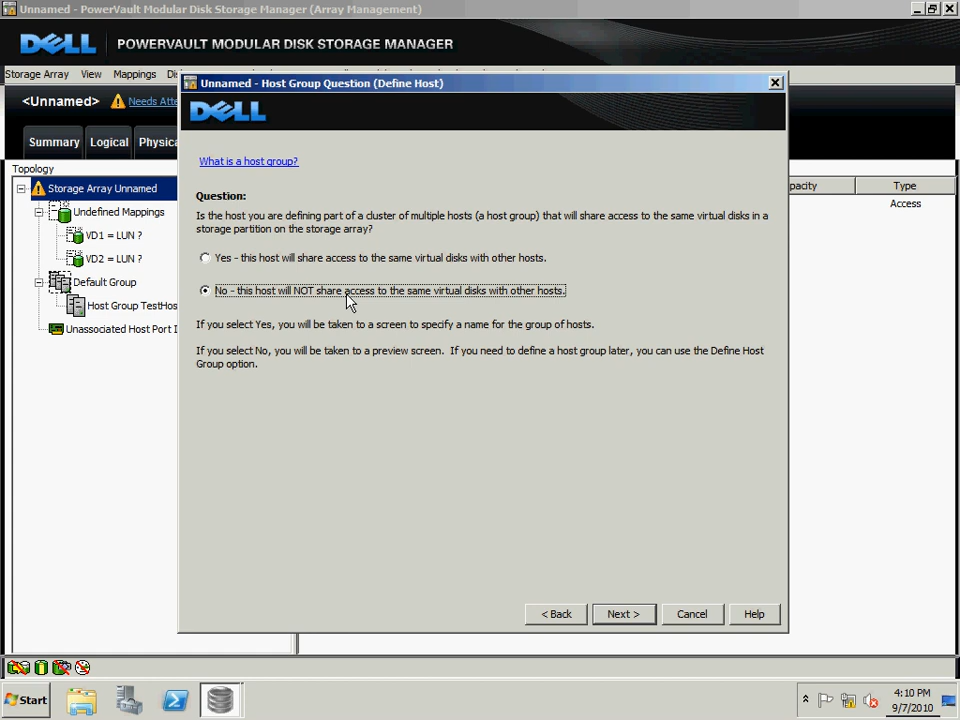 Unnamed - PowerVault Modular Disk Storage Manager (Array Management)
DELL
POWERVAULT MODULAR DISK STORAGE MANAGER
Storage Array View Mappings
<Unnamed> Needs Atte
Summary Logical Physica
Topology
Storage Array Unnamed
Undefined Mappings
VD1 = LUN ?
VD2 = LUN ?
Default Group
Host Group TestHos
Unassociated Host Port I
pacity Type
Access
Unnamed - Host Group Question (Define Host)
DELL
What is a host group?
Question:
Is the host you are defining part of a cluster of multiple hosts (a host group) that will share access to the same virtual disks in a
storage partition on the storage array?
Yes - this host will share access to the same virtual disks with other hosts.
No - this host will NOT share access to the same virtual disks with other hosts.
If you select Yes, you will be taken to a screen to specify a name for the group of hosts.
If you select No, you will be taken to a preview screen. If you need to define a host group later, you can use the Define Host
Group option.
< Back Next > Cancel Help
Start
4:10 PM
9/7/2010